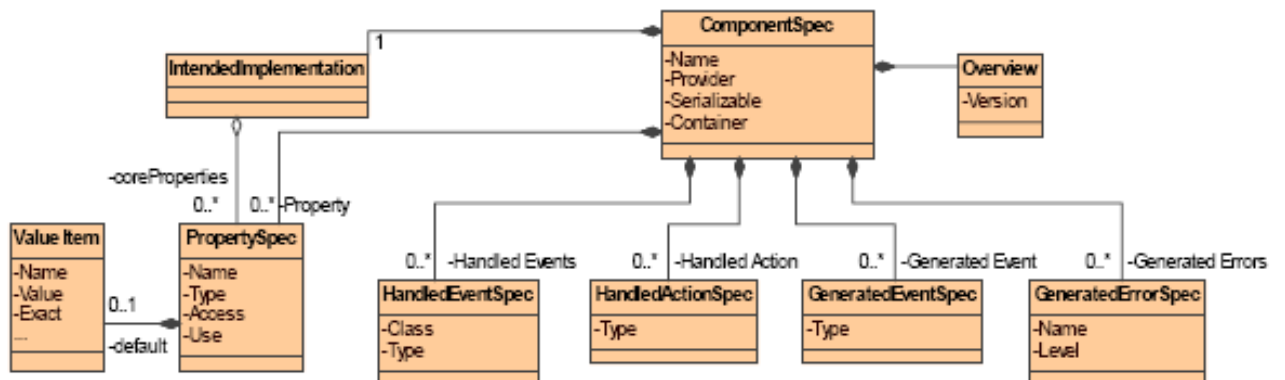 ComponentSpec
-Name
-Provider
-Serializable
-Container
1
IntendedImplementation
Overview
-Version
-coreProperties
0..*
0..* -Property
Value Item
-Name
-Value
-Exact
...
0..1
-default
PropertySpec
-Name
-Type
-Access
-Use
0..* -Handled Events
HandledEventSpec
-Class
-Type
0..* -Handled Action
HandledActionSpec
-Type
0..* -Generated Event
GeneratedEventSpec
-Type
0..* -Generated Errors
GeneratedErrorSpec
-Name
-Level